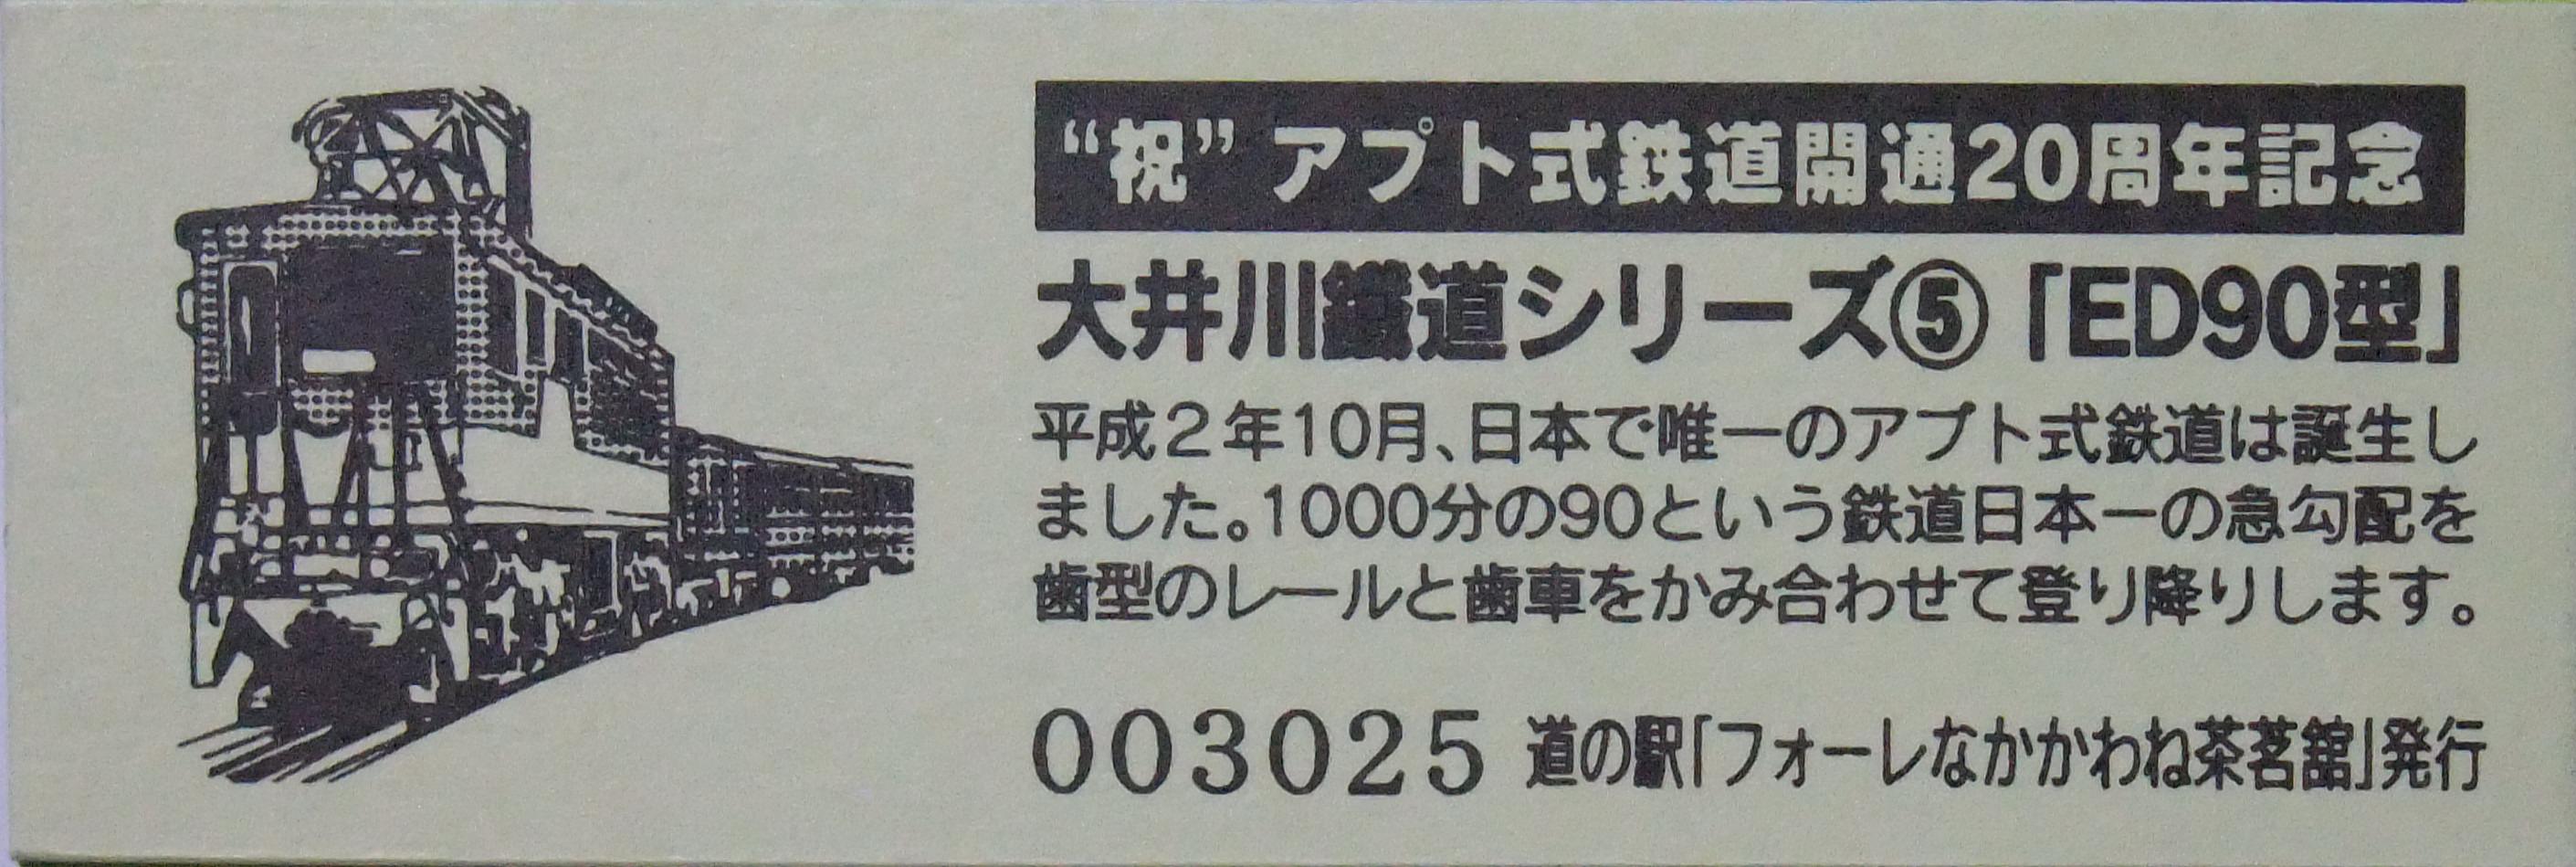 “祝” アプト式鉄道開通20周年記念
大井川鐵道シリーズ⑤「ED90型」
平成２年10月、日本で唯一のアプト式鉄道は誕生し
ました。1000分の90という鉄道日本一の急勾配を
歯型のレールと歯車をかみ合わせて登り降りします。
003025 道の駅「フォーレなかかわね茶茗舘」発行